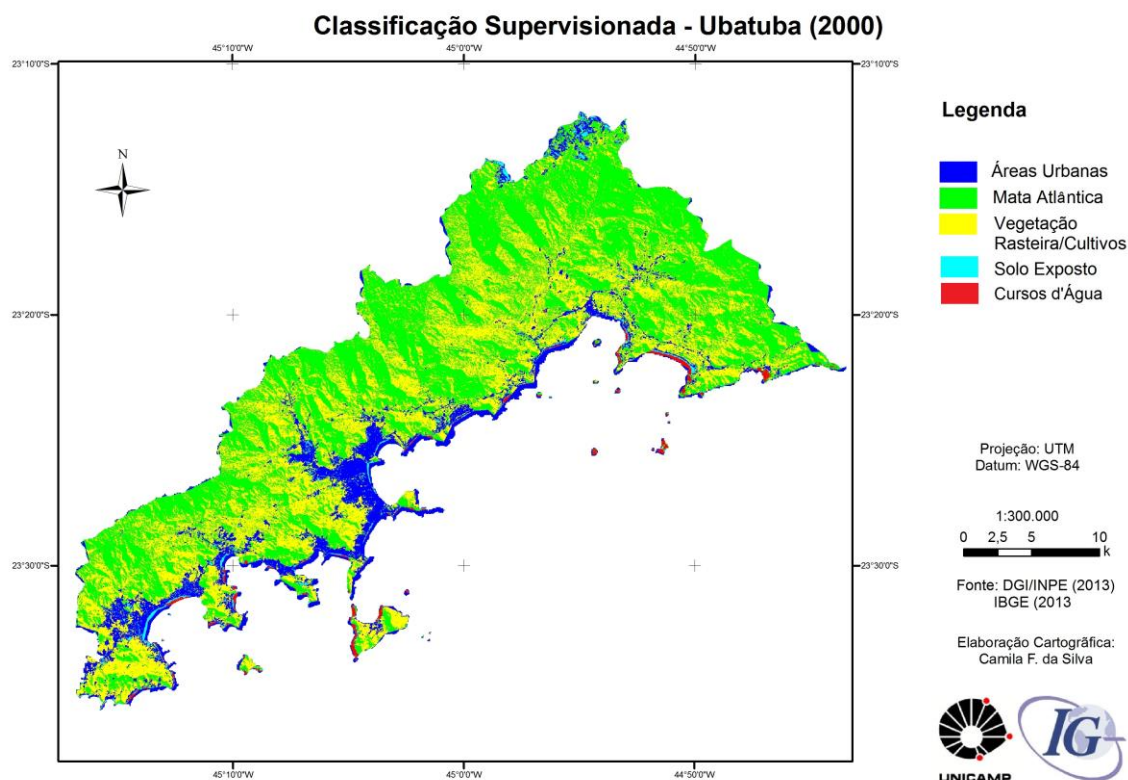 Classificação Supervisionada - Ubatuba (2000)
45°10'0"W 45°0'0"W 44°50'0"W
23°10'0"S 23°10'0"S
N
23°20'0"S 23°20'0"S
23°30'0"S 23°30'0"S
45°10'0"W 45°0'0"W 44°50'0"W
Legenda
Áreas Urbanas
Mata Atlântica
Vegetação
Rasteira/Cultivos
Solo Exposto
Cursos d'Água
Projeção: UTM
Datum: WGS-84
1:300.000
0 2,5 5 10
k
Fonte: DGI/INPE (2013)
IBGE (2013
Elaboração Cartogrãfica:
Camila F. da Silva
UNICAMP
IG